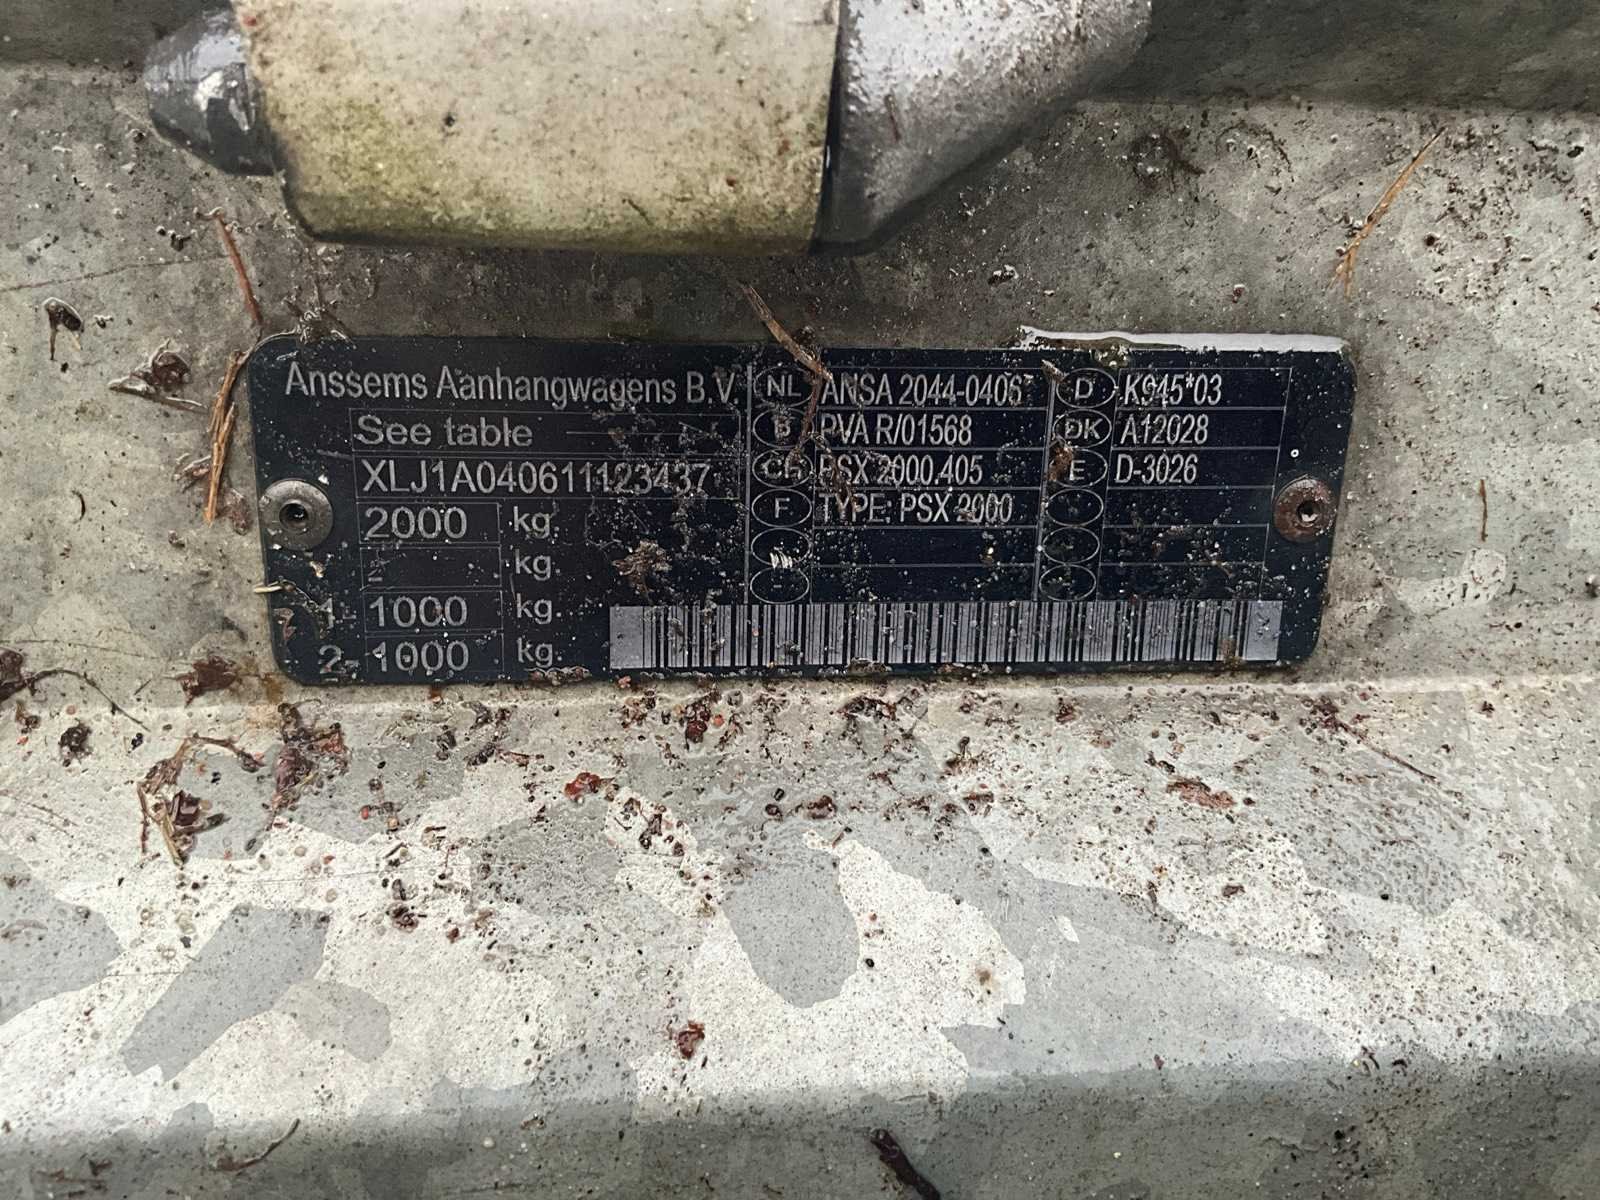 Anssems Aanhangwagens B.V.
See table
XLJ1A040611123437
2000 kg.
- kg.
1- 1000 kg.
2- 1000 kg.
NL ANSA 2044-0406
B PVA R/01568
CH PSX 2000.405
F TYPE: PSX 2000
-
-
D K945*03
DK A12028
E D-3026
-
-
-